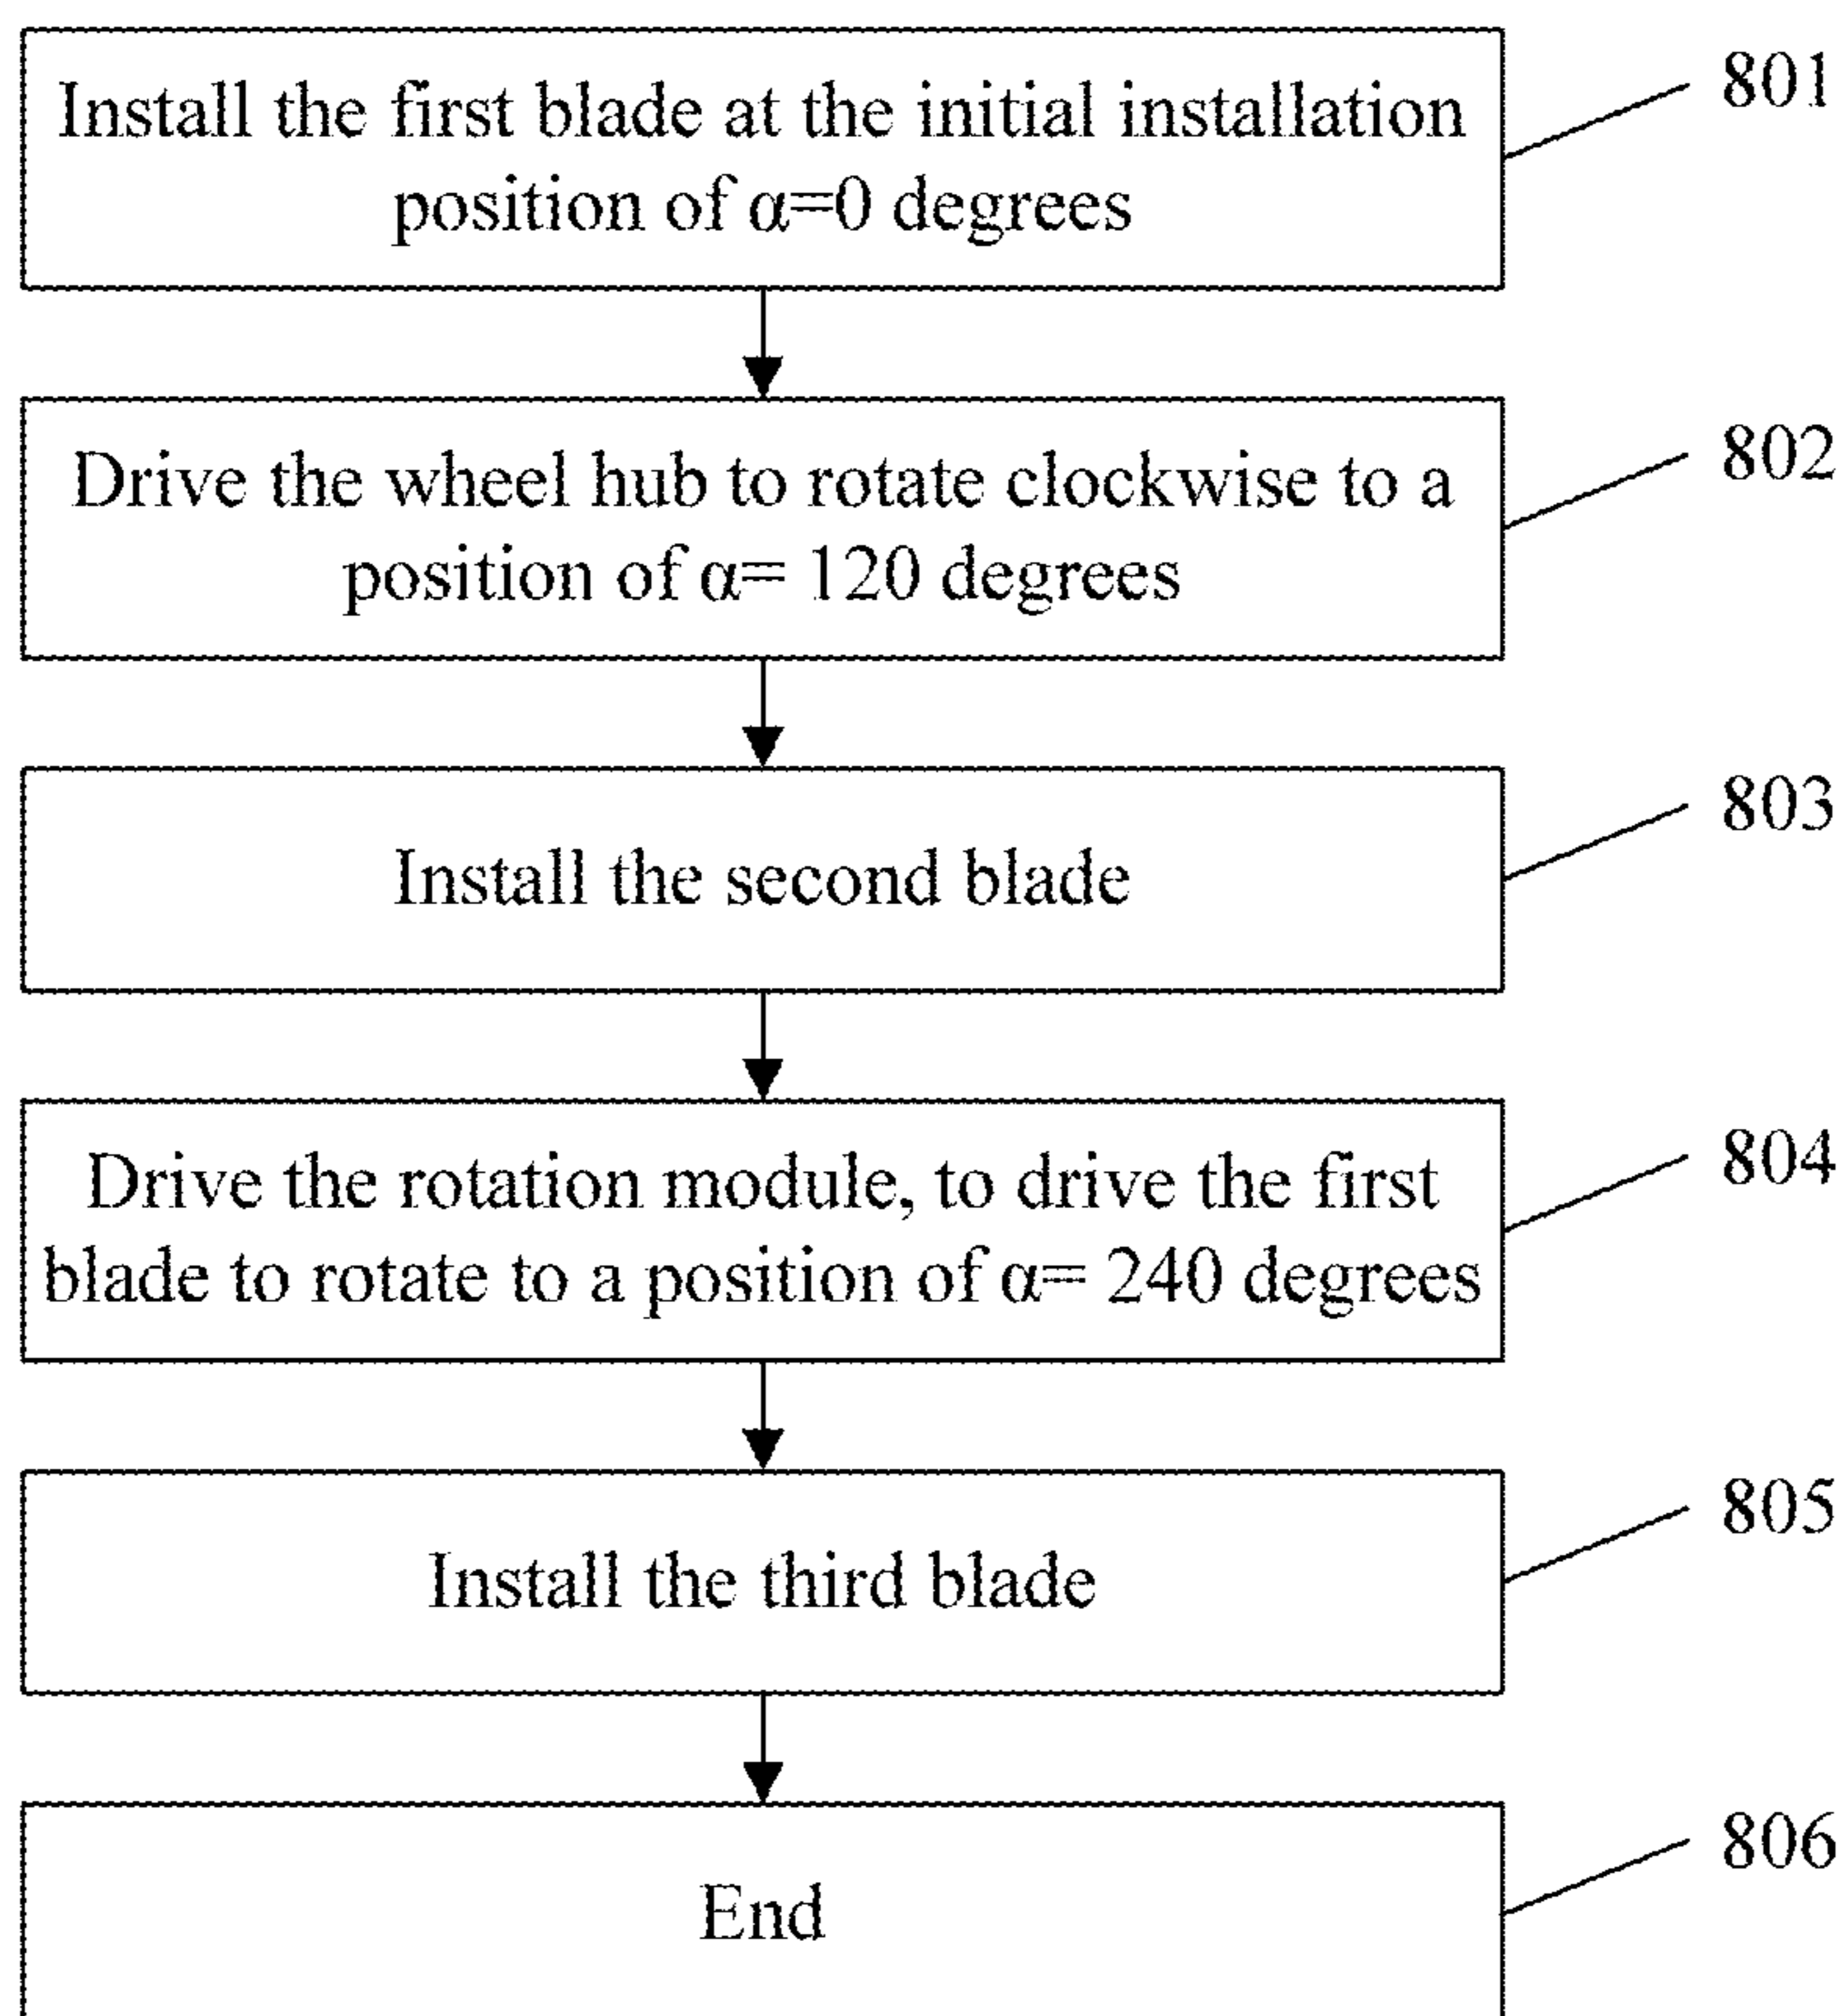 Install the first blade at the initial installation
position of α=0 degrees
801
Drive the wheel hub to rotate clockwise to a
position of α= 120 degrees
802
Install the second blade
803
Drive the rotation module, to drive the first
blade to rotate to a position of α= 240 degrees
804
Install the third blade
805
End
806